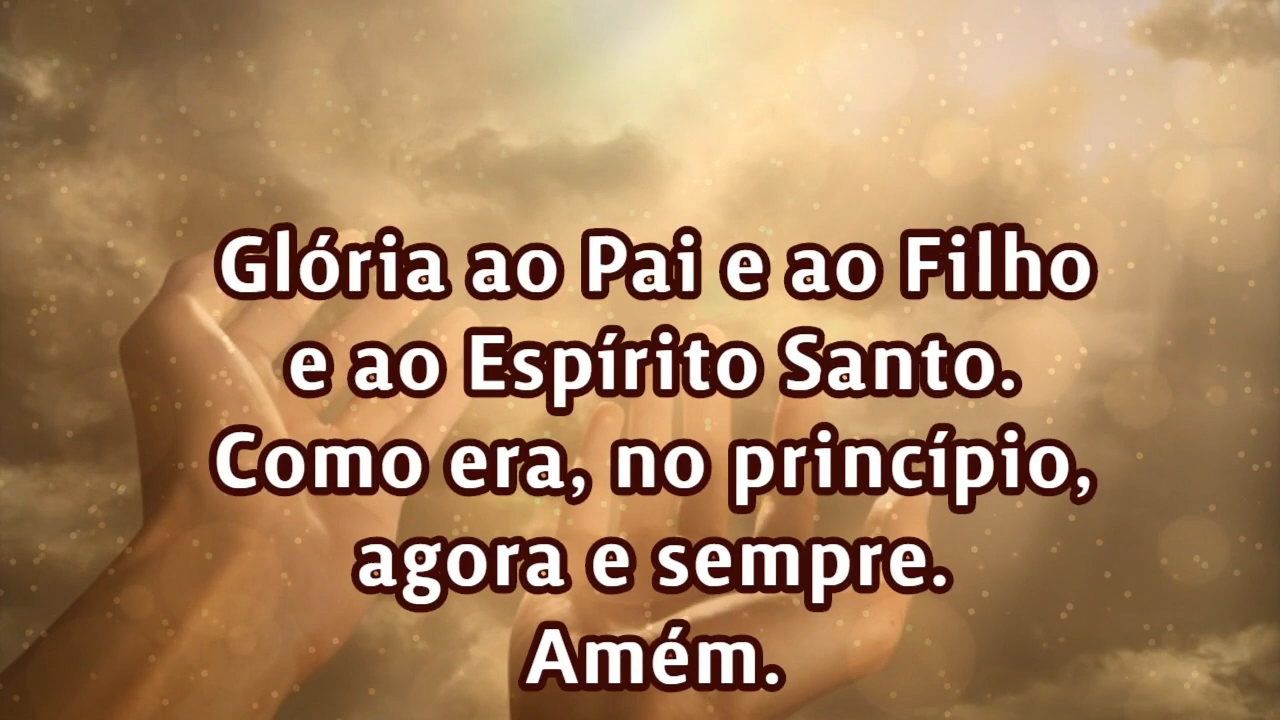 Glória ao Pai e ao Filho
e ao Espírito Santo.
Como era, no princípio,
agora e sempre.
Amém.